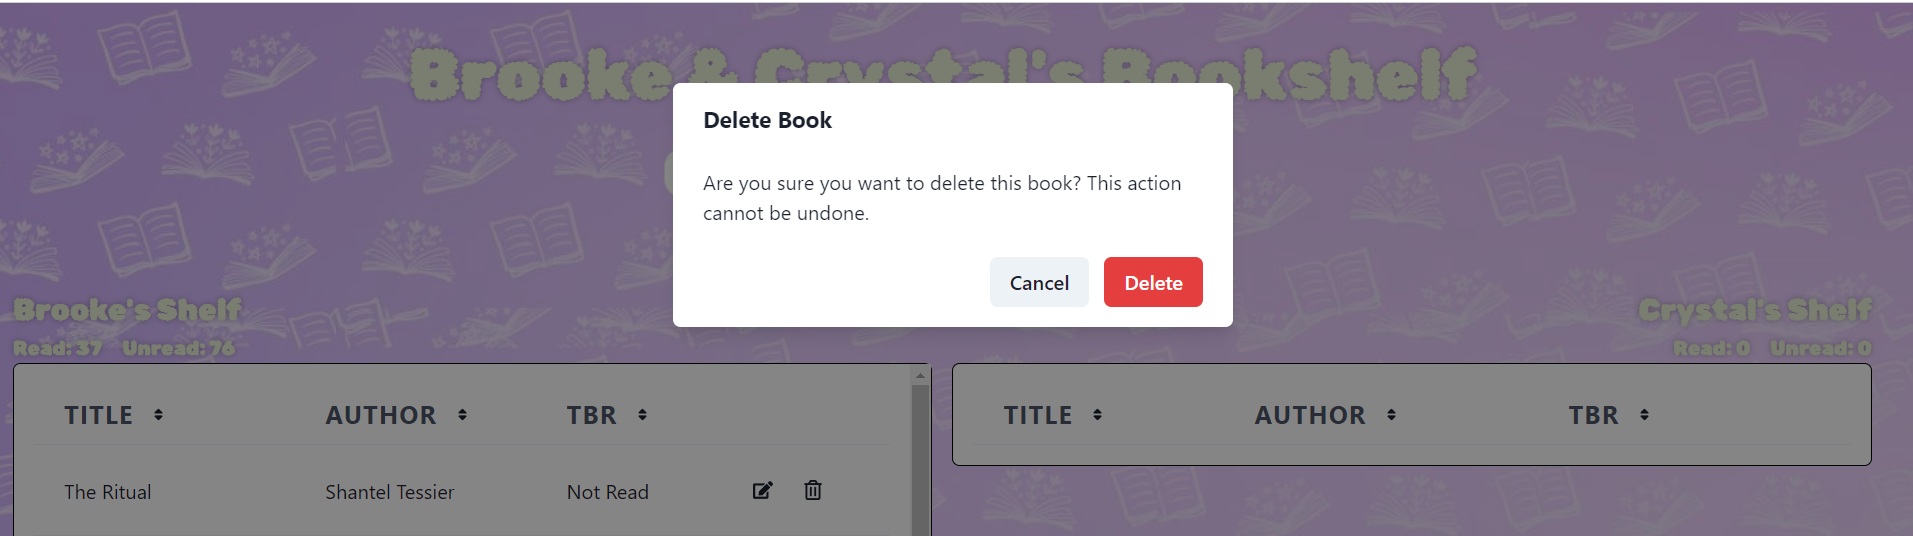 Brooke & Crystal's Bookshelf
Delete Book
Are you sure you want to delete this book? This action
cannot be undone.
Cancel Delete
Brooke's Shelf
Read: 37 Unread: 76
Crystal's Shelf
Read: 0 Unread: 0
TITLE AUTHOR TBR
The Ritual Shantel Tessier Not Read
TITLE AUTHOR TBR